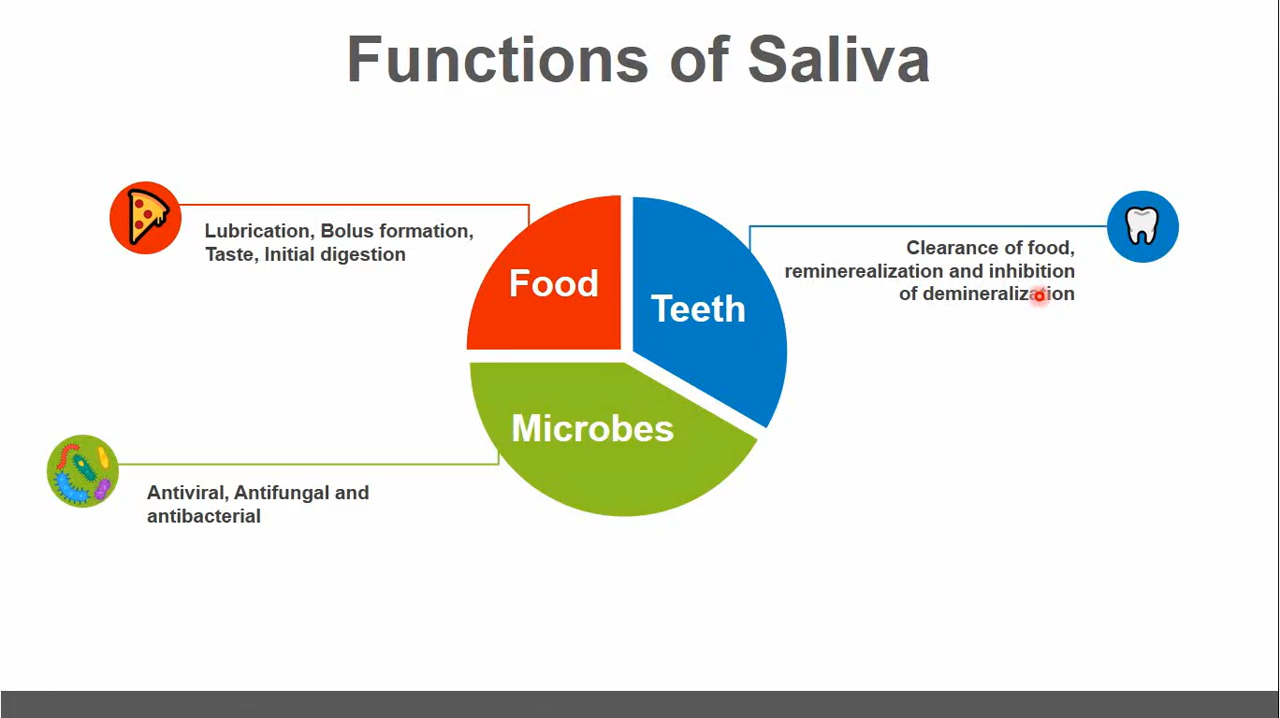 Functions of Saliva
Lubrication, Bolus formation,
Taste, Initial digestion
Food
Teeth
Clearance of food,
reminerealization and inhibition
of demineralization
Microbes
Antiviral, Antifungal and
antibacterial